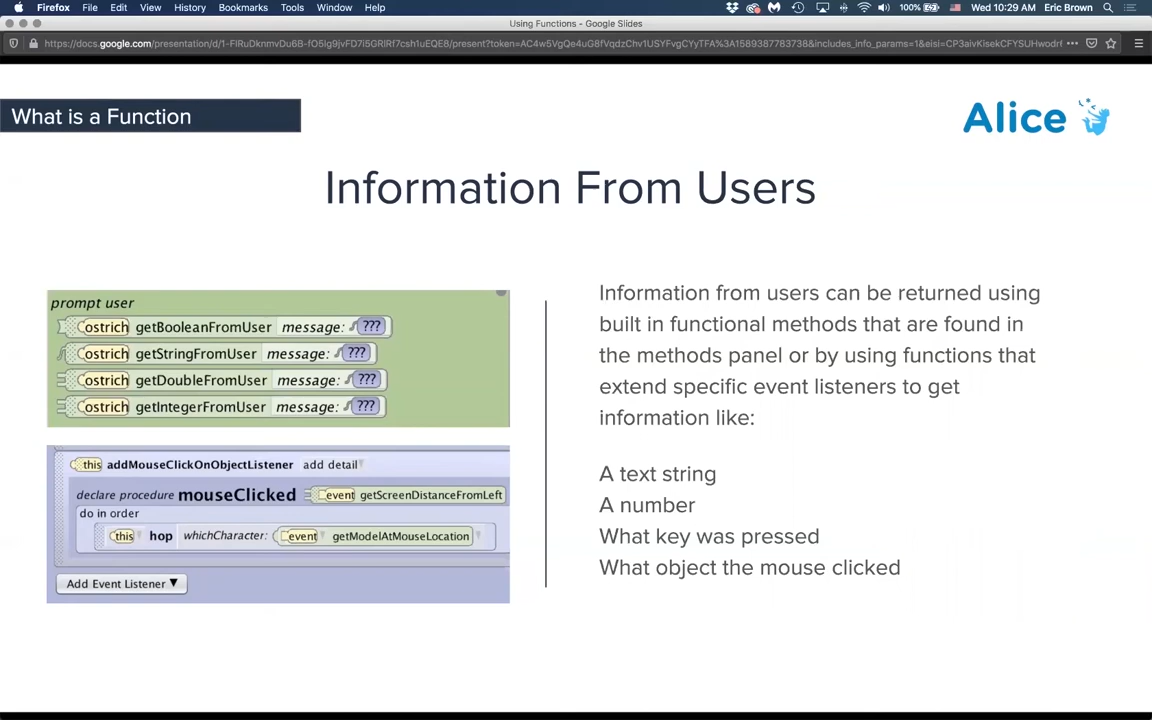 Firefox File Edit View History Bookmarks Tools Window Help 100% Wed 10:29 AM Eric Brown
Using Functions - Google Slides
What is a Function
Alice
Information From Users
prompt user
ostrich getBooleanFromUser message: ???
ostrich getStringFromUser message: ???
ostrich getDoubleFromUser message: ???
ostrich getIntegerFromUser message: ???
this addMouseClickOnObjectListener add detail
declare procedure mouseClicked event getScreenDistanceFromLeft
do in order
this hop whichCharacter: event getModelAtMouseLocation
Add Event Listener ▼
Information from users can be returned using
built in functional methods that are found in
the methods panel or by using functions that
extend specific event listeners to get
information like:
A text string
A number
What key was pressed
What object the mouse clicked